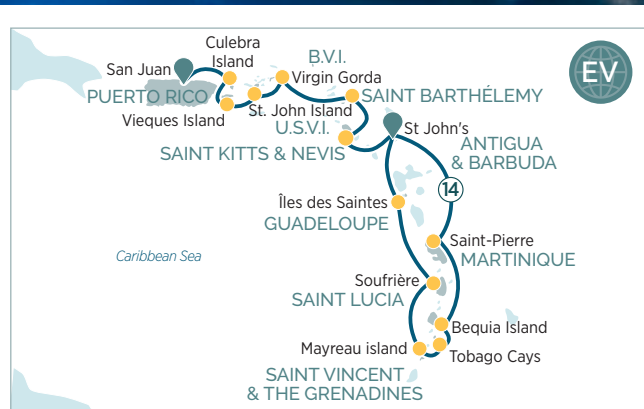 Culebra
Island
B.V.I.
San Juan
Virgin Gorda
EV
PUERTO RICO
SAINT BARTHÉLEMY
St. John Island
Vieques Island
U.S.V.I.
St John's
SAINT KITTS & NEVIS
ANTIGUA
& BARBUDA
14
Îles des Saintes
GUADELOUPE
Saint-Pierre
MARTINIQUE
Caribbean Sea
Soufrière
SAINT LUCIA
Bequia Island
Mayreau island
Tobago Cays
SAINT VINCENT
& THE GRENADINES